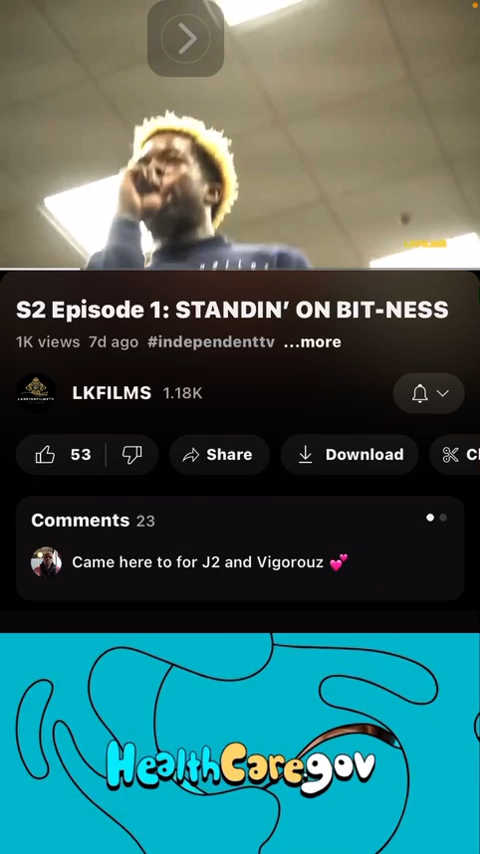 S2 Episode 1: STANDIN’ ON BIT-NESS
1K views 7d ago #independenttv ...more
LKFILMS 1.18K
53 Share Download
Comments 23
Came here to for J2 and Vigorouz 💕
HealthCaregov